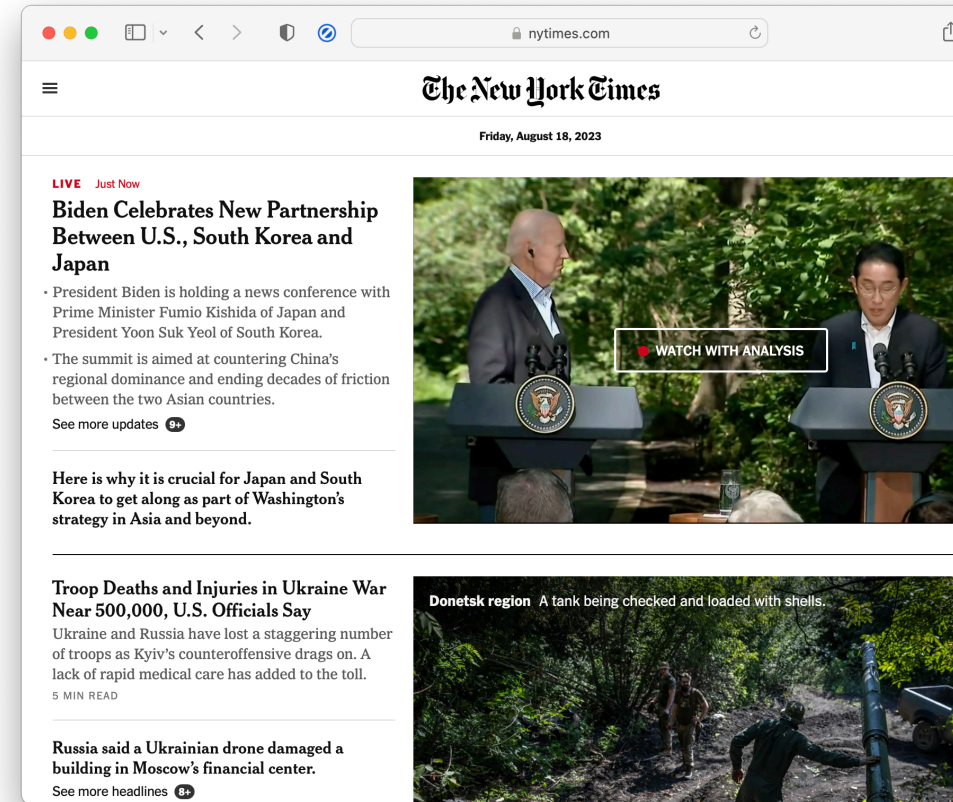 nytimes.com
The New York Times
Friday, August 18, 2023
LIVE Just Now
Biden Celebrates New Partnership
Between U.S., South Korea and
Japan
• President Biden is holding a news conference with
Prime Minister Fumio Kishida of Japan and
President Yoon Suk Yeol of South Korea.
• The summit is aimed at countering China’s
regional dominance and ending decades of friction
between the two Asian countries.
See more updates 9+
WATCH WITH ANALYSIS
Here is why it is crucial for Japan and South
Korea to get along as part of Washington’s
strategy in Asia and beyond.
Troop Deaths and Injuries in Ukraine War
Near 500,000, U.S. Officials Say
Ukraine and Russia have lost a staggering number
of troops as Kyiv’s counteroffensive drags on. A
lack of rapid medical care has added to the toll.
5 MIN READ
Donetsk region A tank being checked and loaded with shells.
Russia said a Ukrainian drone damaged a
building in Moscow’s financial center.
See more headlines 8+